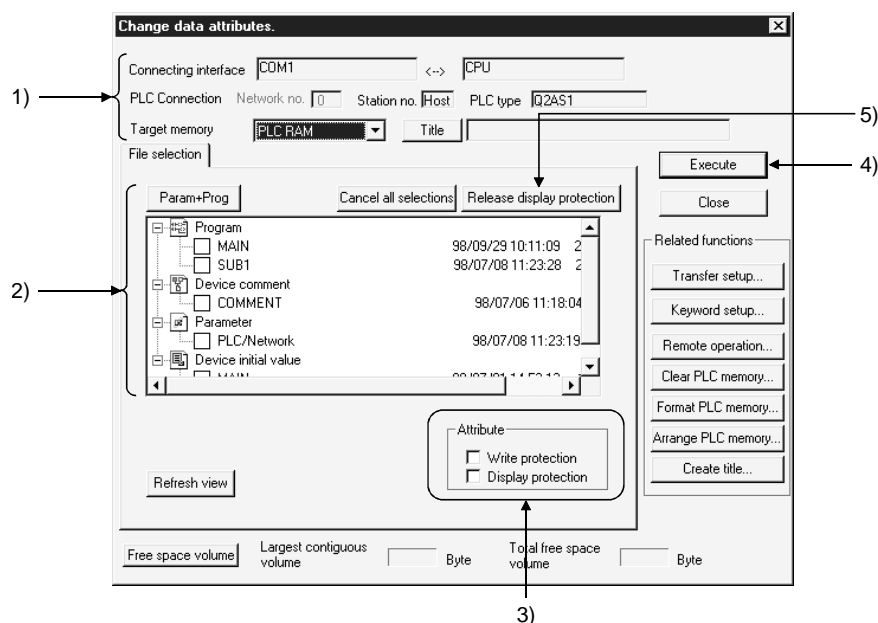 Change data attributes.
Connecting interface COM1 <--> CPU
1)
PLC Connection Network no. 0 Station no. Host PLC type Q2AS1
5)
Target memory PLC RAM Title
File selection
Execute
4)
Param+Prog Cancel all selections Release display protection
Close
Program
MAIN 98/09/29 10:11:09 2
Related functions
SUB1 98/07/08 11:23:28 2
Transfer setup...
2)
Device comment
COMMENT 98/07/06 11:18:04
Keyword setup...
Parameter
PLC/Network 98/07/08 11:23:19
Remote operation...
Device initial value
Clear PLC memory...
MAIN
Format PLC memory...
Attribute
Arrange PLC memory...
Write protection
Display protection
Create title...
Refresh view
Free space volume Largest contiguous volume Byte Total free space volume Byte
3)